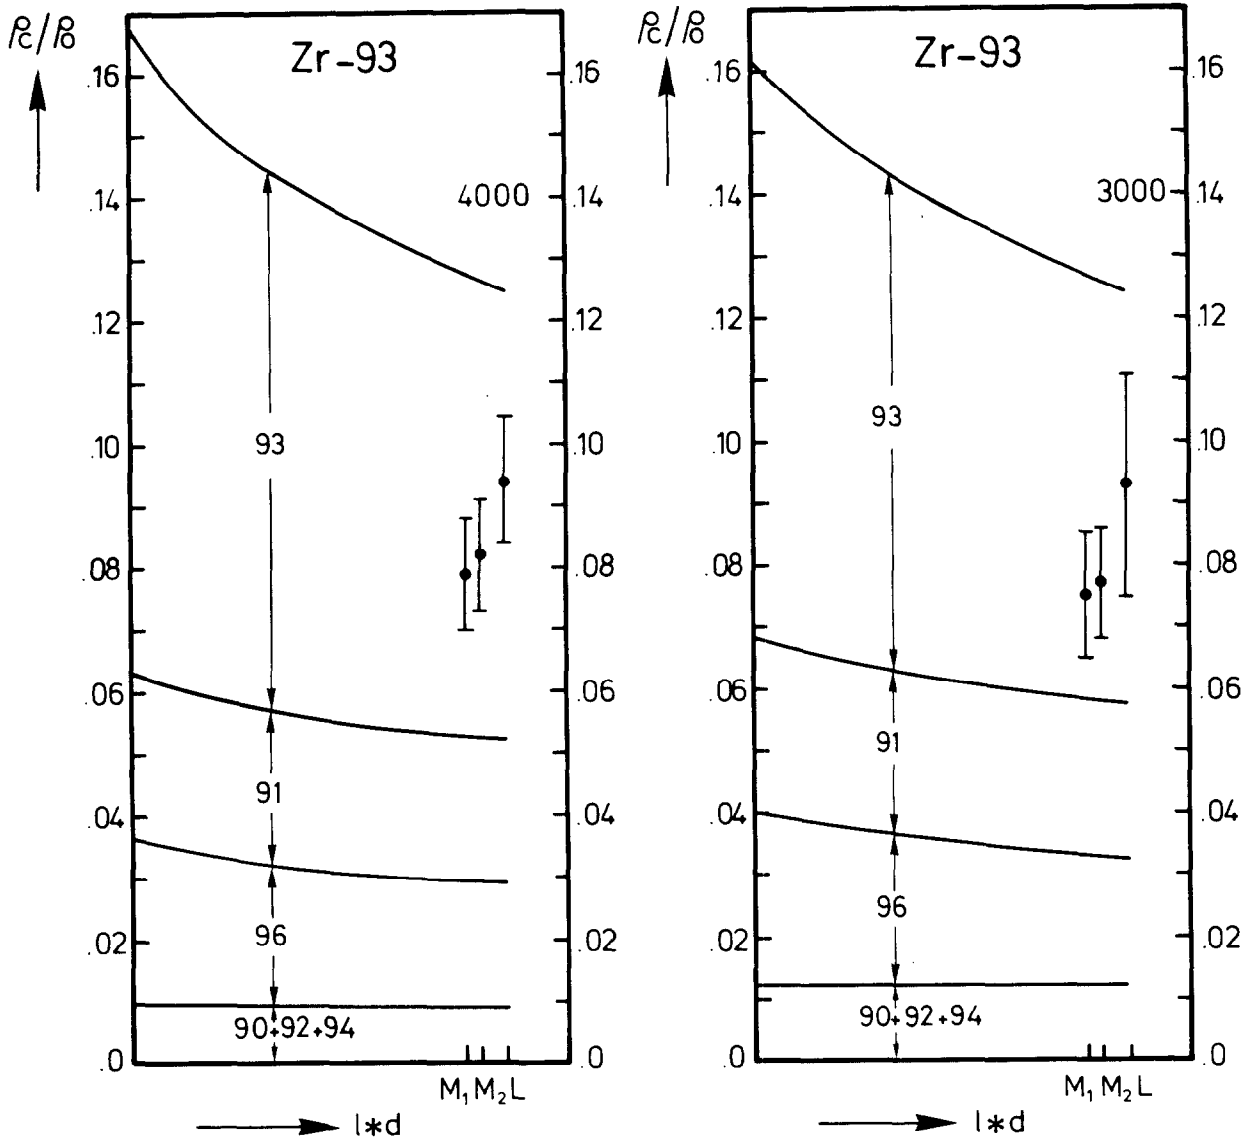 ρc/ρo
Zr-93
.16 .16
4000
.14 .14
.12 .12
.10 93 .10
.08 .08
.06 .06
91
.04 .04
96
.02 .02
90+92+94
.0 .0
M₁ M₂ L
l*d
ρc/ρo
Zr-93
.16 .16
3000
.14 .14
.12 .12
93
.10 .10
.08 .08
.06 .06
91
.04 .04
96
.02 .02
90+92+94
.0 .0
M₁ M₂ L
l*d